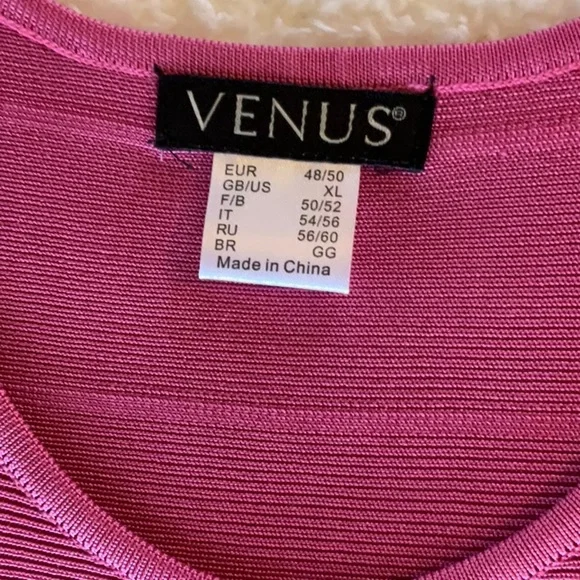 VENUS®
EUR 48/50
GB/US XL
F/B 50/52
IT 54/56
RU 56/60
BR GG
Made in China